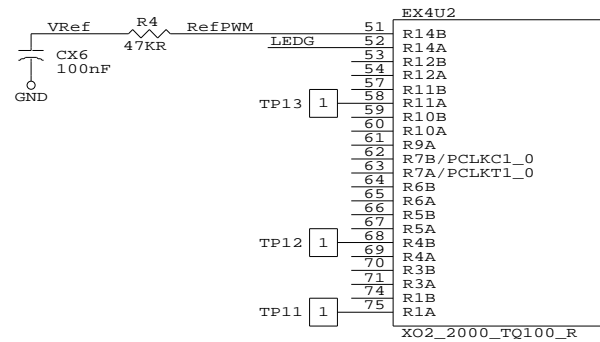 EX4U2
VRef R4 RefPWM 51 R14B
47KR LEDG 52 R14A
CX6 53 R12B
100nF 54 R12A
GND 57 R11B
TP13 1 58 R11A
59 R10B
60 R10A
61 R9A
62 R7B/PCLKC1_0
63 R7A/PCLKT1_0
64 R6B
65 R6A
66 R5B
67 R5A
TP12 1 68 R4B
69 R4A
70 R3B
71 R3A
74 R1B
TP11 1 75 R1A
XO2_2000_TQ100_R